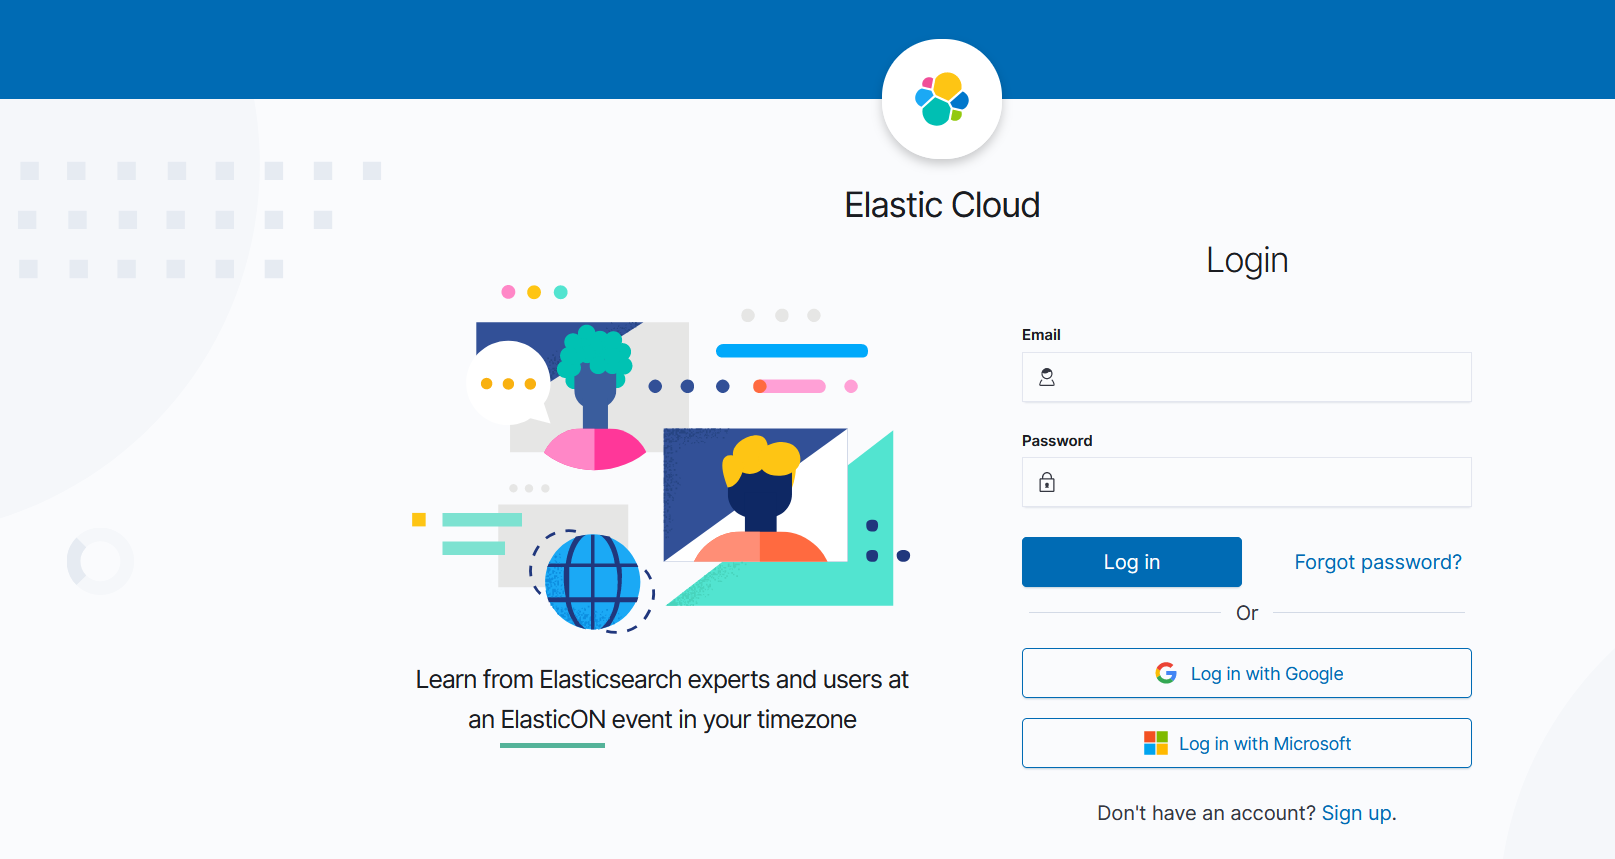 Elastic Cloud
Login
Email
Password
Log in
Forgot password?
Or
Log in with Google
Log in with Microsoft
Don't have an account? Sign up.
Learn from Elasticsearch experts and users at
an ElasticON event in your timezone